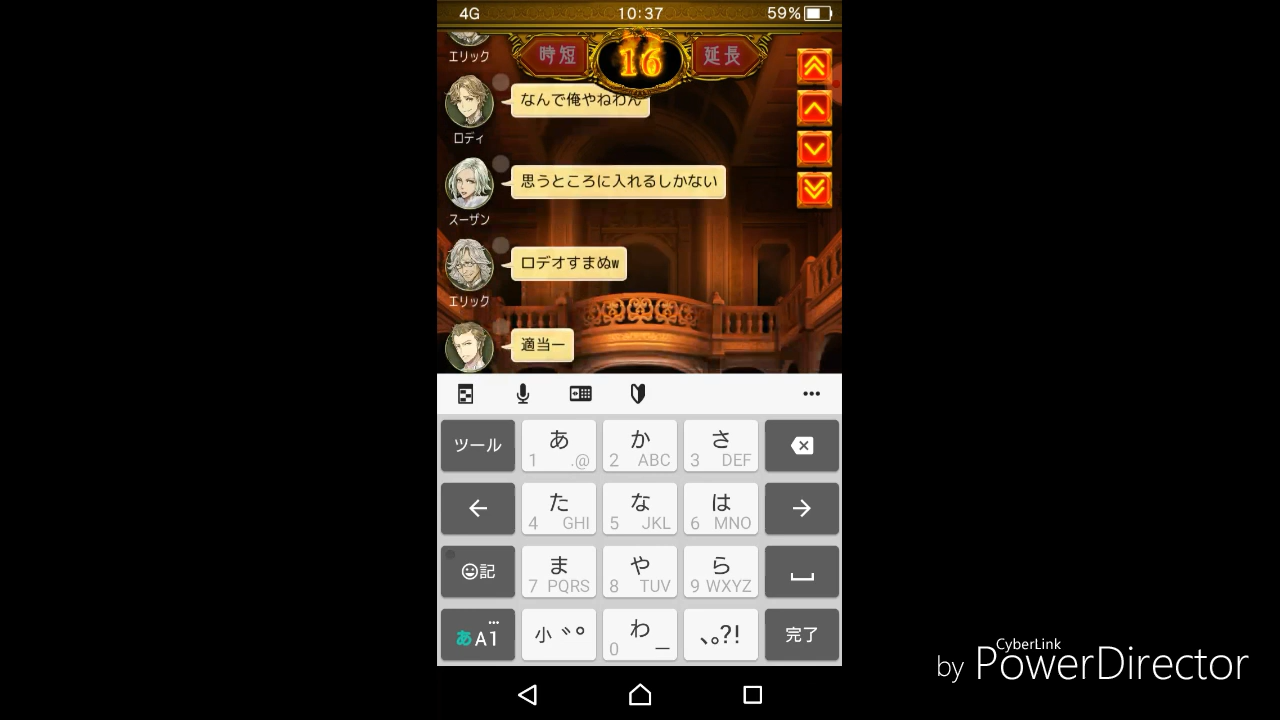 4G 10:37 59%
エリック
時短 16 延長
なんで俺やねわん
ロディ
思うところに入れるしかない
スーザン
ロデオすまぬw
エリック
適当ー
ツール あ 1 .@ か 2 ABC さ 3 DEF
た 4 GHI な 5 JKL は 6 MNO
記 ま 7 PQRS や 8 TUV ら 9 WXYZ
あA1 小 ゛゜ わ 0 ー 、。?! 完了
CyberLink
by PowerDirector